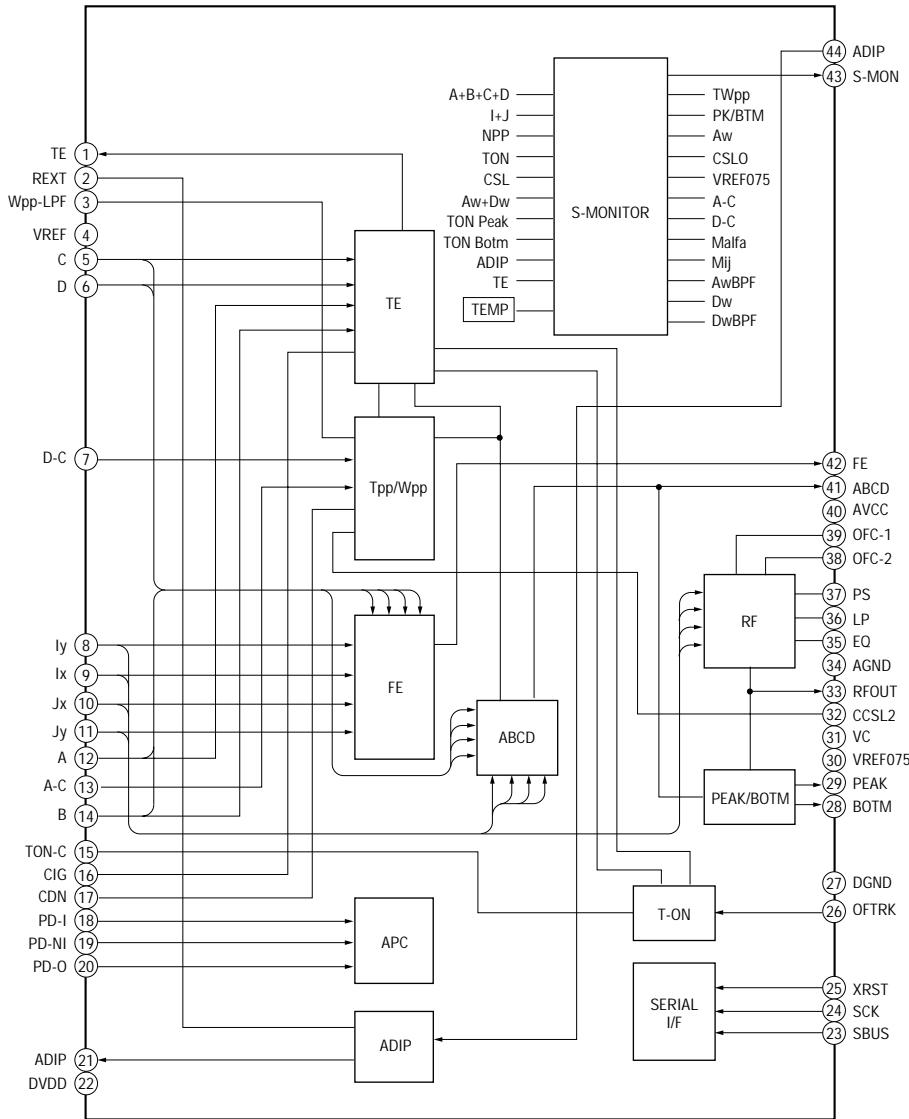 TE 1
REXT 2
Wpp-LPF 3
VREF 4
C 5
D 6
D-C 7
Iy 8
Ix 9
Jx 10
Jy 11
A 12
A-C 13
B 14
TON-C 15
CIG 16
CDN 17
PD-I 18
PD-NI 19
PD-O 20
ADIP 21
DVDD 22
A+B+C+D
I+J
NPP
TON
CSL
Aw+Dw
TON Peak
TON Botm
ADIP
TE
TEMP
S-MONITOR
TWpp
PK/BTM
Aw
CSLO
VREF075
A-C
D-C
Malfa
Mij
AwBPF
Dw
DwBPF
TE
Tpp/Wpp
FE
ABCD
RF
PEAK/BOTM
T-ON
APC
ADIP
SERIAL
I/F
44 ADIP
43 S-MON
42 FE
41 ABCD
40 AVCC
39 OFC-1
38 OFC-2
37 PS
36 LP
35 EQ
34 AGND
33 RFOUT
32 CCSL2
31 VC
30 VREF075
29 PEAK
28 BOTM
27 DGND
26 OFTRK
25 XRST
24 SCK
23 SBUS